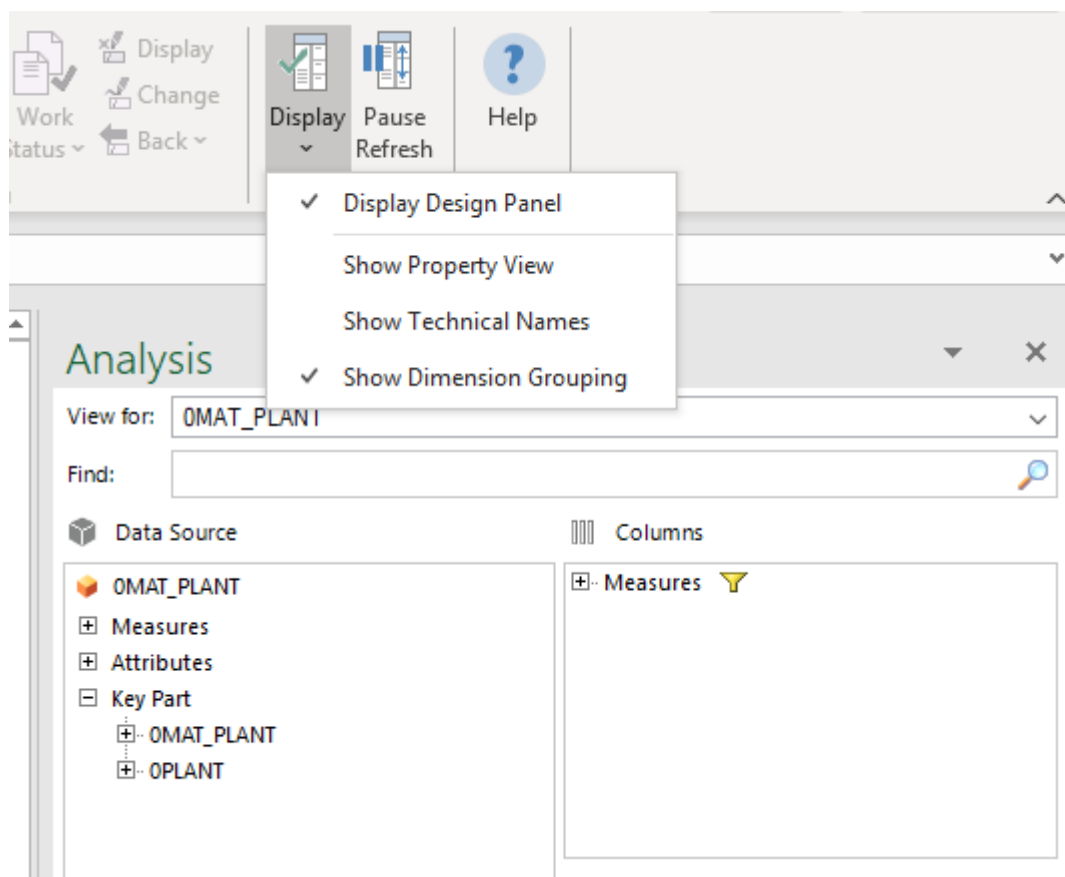 Display
Change
Work
Status
Back
Display
Pause
Refresh
Help
Display Design Panel
Show Property View
Show Technical Names
Show Dimension Grouping
Analysis
View for: 0MAT_PLANT
Find:
Data Source
Columns
0MAT_PLANT
Measures
Measures
Attributes
Key Part
0MAT_PLANT
0PLANT